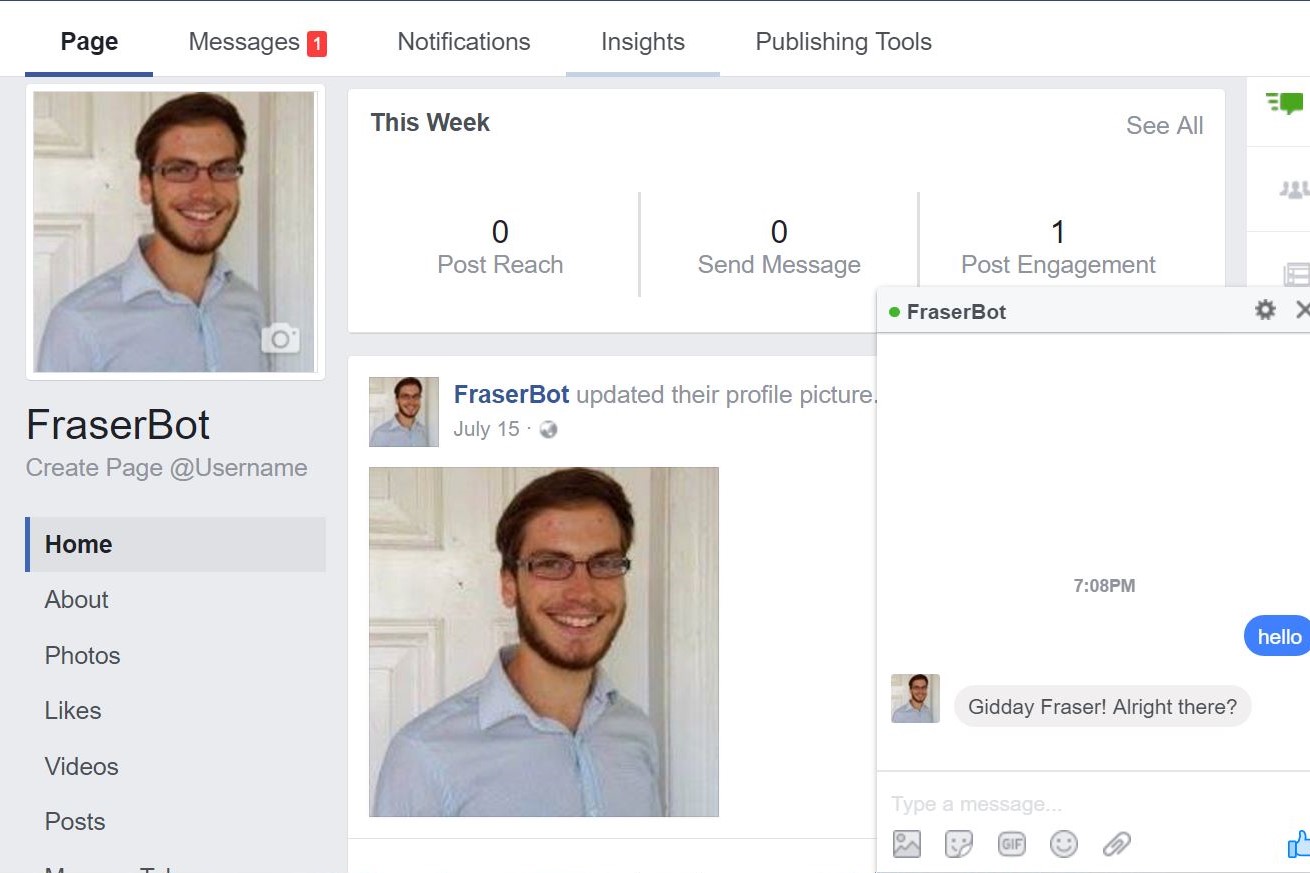 Page Messages 1 Notifications Insights Publishing Tools
This Week
See All
0
Post Reach
0
Send Message
1
Post Engagement
FraserBot
Create Page @Username
Home
About
Photos
Likes
Videos
Posts
FraserBot updated their profile picture.
July 15 ·
FraserBot
7:08PM
hello
Gidday Fraser! Alright there?
Type a message...
GIF